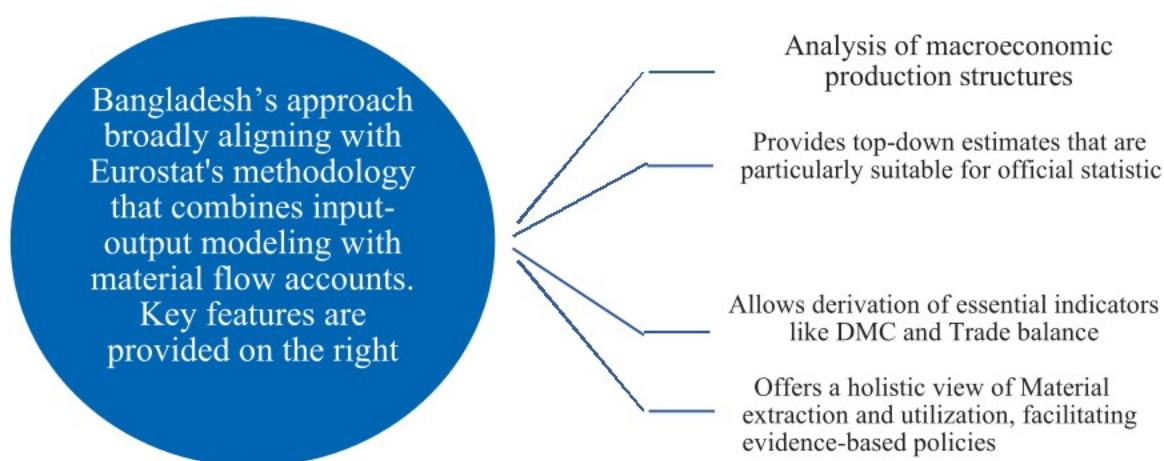 Bangladesh’s approach
broadly aligning with
Eurostat's methodology
that combines input-
output modeling with
material flow accounts.
Key features are
provided on the right
Analysis of macroeconomic
production structures
Provides top-down estimates that are
particularly suitable for official statistic
Allows derivation of essential indicators
like DMC and Trade balance
Offers a holistic view of Material
extraction and utilization, facilitating
evidence-based policies